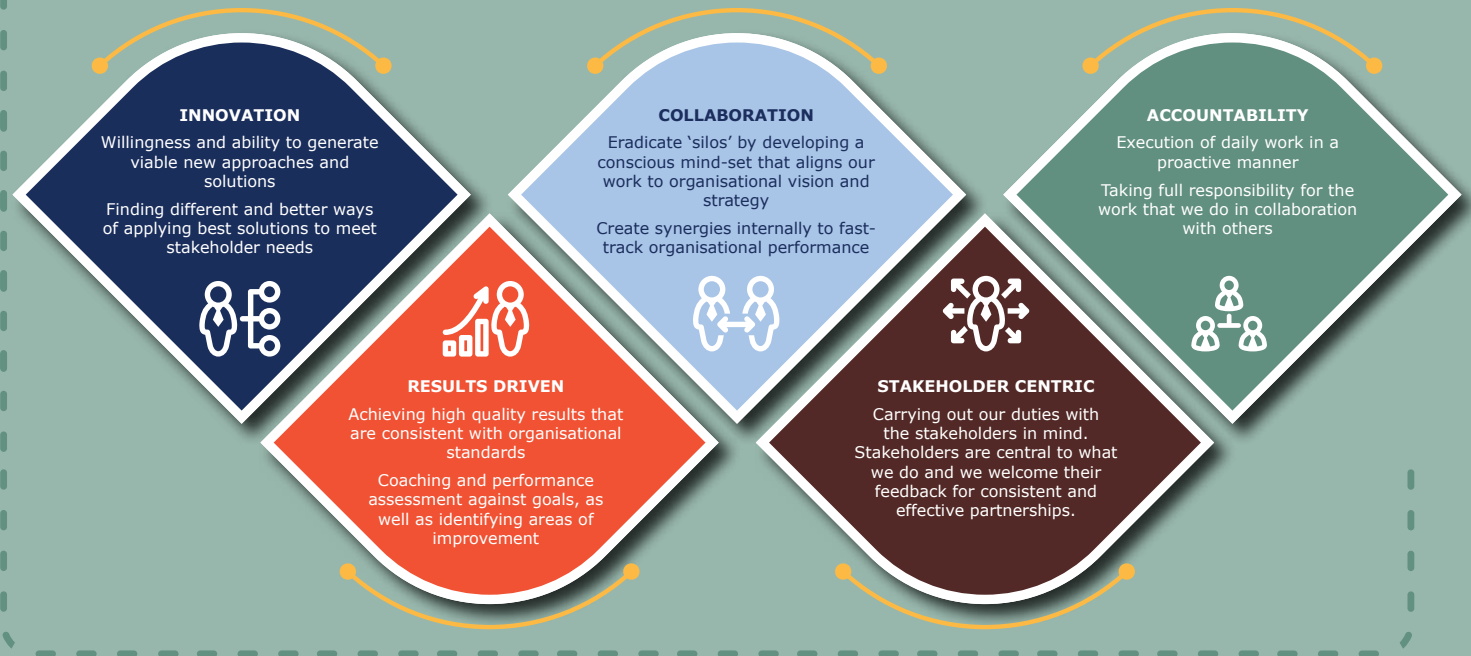 INNOVATION
Willingness and ability to generate
viable new approaches and
solutions
Finding different and better ways
of applying best solutions to meet
stakeholder needs
RESULTS DRIVEN
Achieving high quality results that
are consistent with organisational
standards
Coaching and performance
assessment against goals, as
well as identifying areas of
improvement
COLLABORATION
Eradicate ‘silos’ by developing a
conscious mind-set that aligns our
work to organisational vision and
strategy
Create synergies internally to fast-
track organisational performance
STAKEHOLDER CENTRIC
Carrying out our duties with
the stakeholders in mind.
Stakeholders are central to what
we do and we welcome their
feedback for consistent and
effective partnerships.
ACCOUNTABILITY
Execution of daily work in a
proactive manner
Taking full responsibility for the
work that we do in collaboration
with others